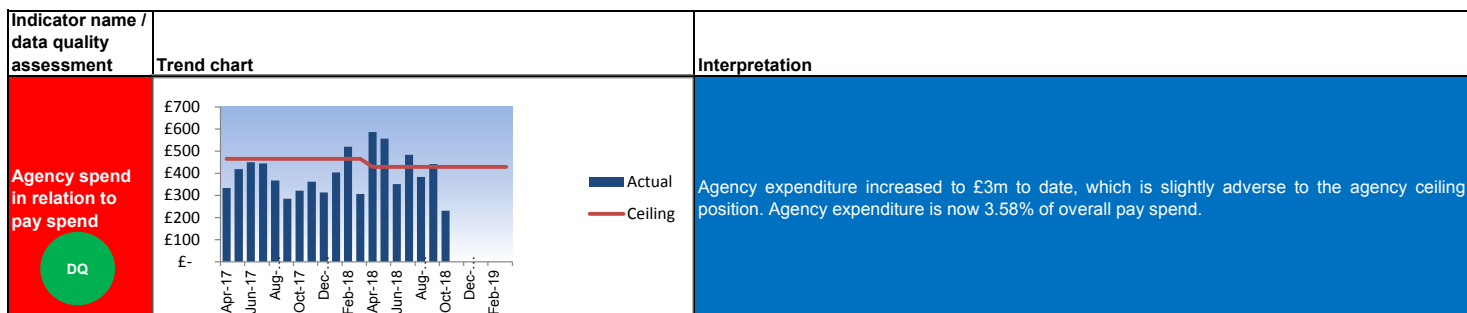 Indicator name /
data quality
assessment
Trend chart
Interpretation
Agency spend
in relation to
pay spend
DQ
£700
£600
£500
£400
£300
£200
£100
£-
Apr-17
Jun-17
Aug-…
Oct-17
Dec-…
Feb-18
Apr-18
Jun-18
Aug-…
Oct-18
Dec-…
Feb-19
Actual
Ceiling
Agency expenditure increased to £3m to date, which is slightly adverse to the agency ceiling
position. Agency expenditure is now 3.58% of overall pay spend.